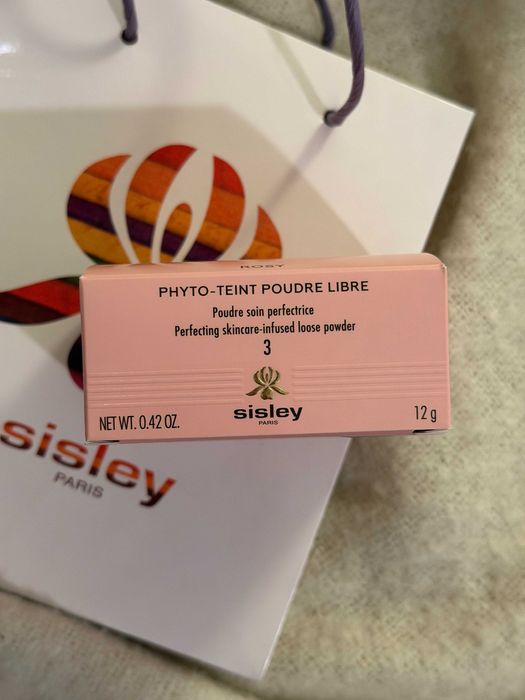 ROSY
PHYTO-TEINT POUDRE LIBRE
Poudre soin perfectrice
Perfecting skincare-infused loose powder
3
sisley
PARIS
NET WT. 0.42 OZ.
12 g
sisley
PARIS